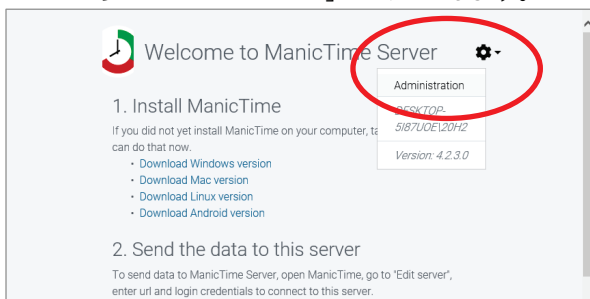 Welcome to ManicTime Server
Administration
DESKTOP-
5I87UOE\20H2
Version: 4.2.3.0
1. Install ManicTime
If you did not yet install ManicTime on your computer,
can do that now.
• Download Windows version
• Download Mac version
• Download Linux version
• Download Android version
2. Send the data to this server
To send data to ManicTime Server, open ManicTime, go to "Edit server",
enter url and login credentials to connect to this server.